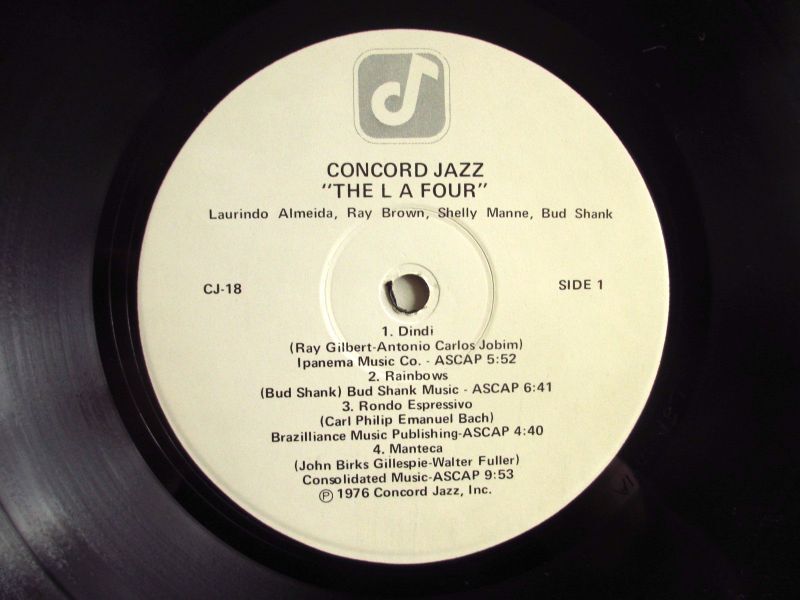 CONCORD JAZZ
"THE L A FOUR"
Laurindo Almeida, Ray Brown, Shelly Manne, Bud Shank
CJ-18
SIDE 1
1. Dindi
(Ray Gilbert-Antonio Carlos Jobim)
Ipanema Music Co. - ASCAP 5:52
2. Rainbows
(Bud Shank) Bud Shank Music - ASCAP 6:41
3. Rondo Espressivo
(Carl Philip Emanuel Bach)
Brazilliance Music Publishing-ASCAP 4:40
4. Manteca
(John Birks Gillespie-Walter Fuller)
Consolidated Music-ASCAP 9:53
℗ 1976 Concord Jazz, Inc.